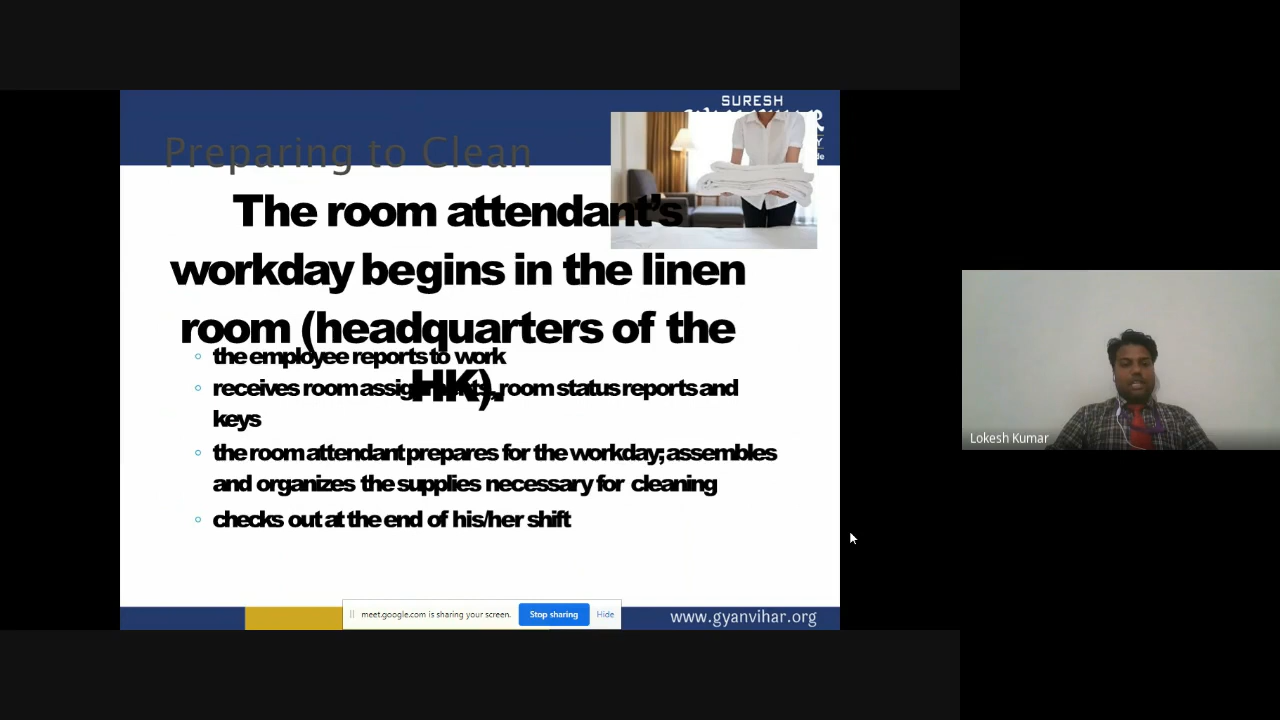 SURESH
Preparing to Clean
The room attendant's
workday begins in the linen
room (headquarters of the
HK).
◦ the employee reports to work
◦ receives room assignments, room status reports and
keys
◦ the room attendant prepares for the workday; assembles
and organizes the supplies necessary for cleaning
◦ checks out at the end of his/her shift
Lokesh Kumar
meet.google.com is sharing your screen.
Stop sharing
Hide
www.gyanvihar.org